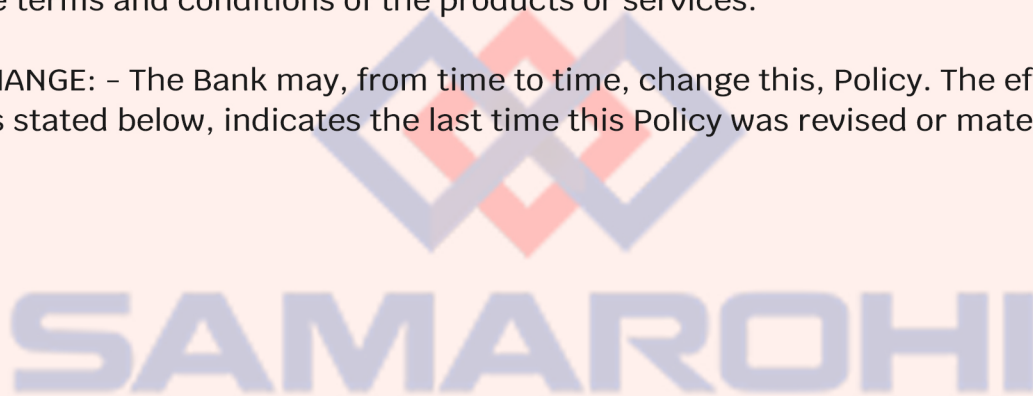 e terms and conditions of the products or services.
HANGE: – The Bank may, from time to time, change this, Policy. The ef
s stated below, indicates the last time this Policy was revised or mate
SAMAROHI